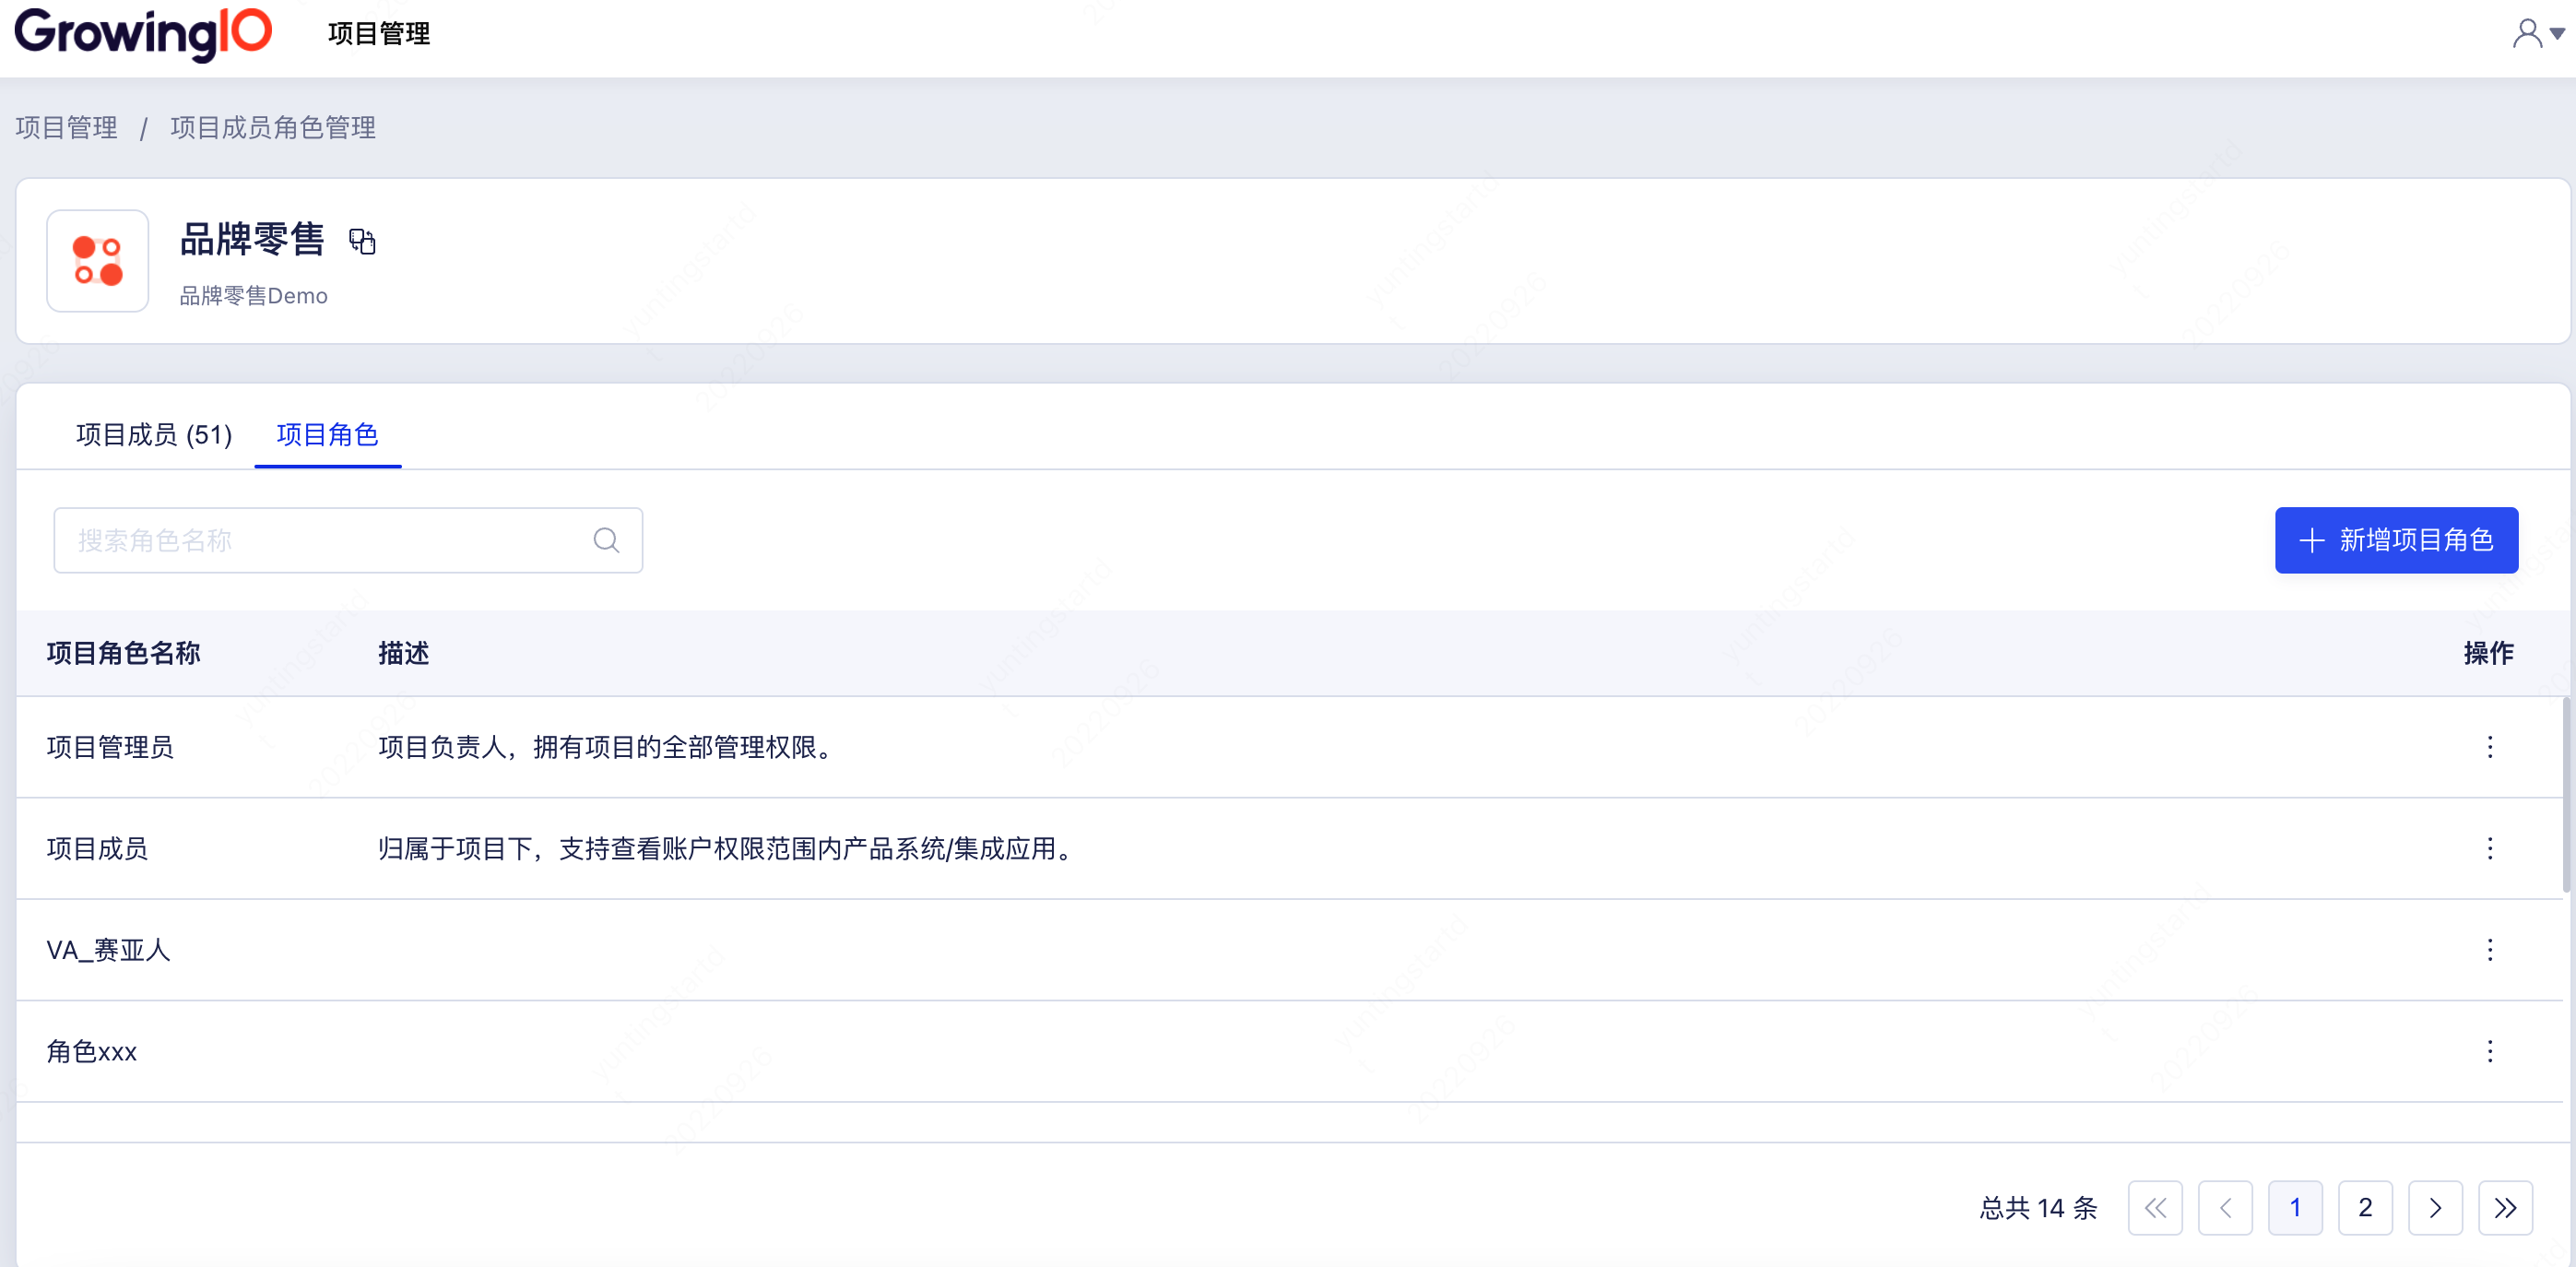 GrowingIO 项目管理
项目管理 / 项目成员角色管理
品牌零售
品牌零售Demo
项目成员 (51) 项目角色
搜索角色名称
新增项目角色
项目角色名称 描述 操作
项目管理员 项目负责人，拥有项目的全部管理权限。
项目成员 归属于项目下，支持查看账户权限范围内产品系统/集成应用。
VA_赛亚人
角色xxx
总共 14 条 1 2
yuntingstartd
t
20220926